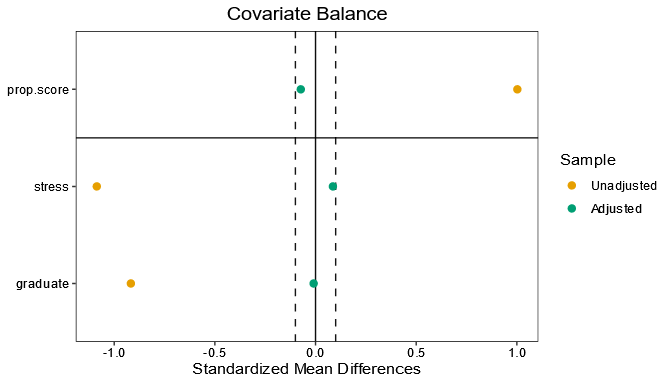 Covariate Balance
prop.score
stress
graduate
-1.0 -0.5 0.0 0.5 1.0
Standardized Mean Differences
Sample
Unadjusted
Adjusted